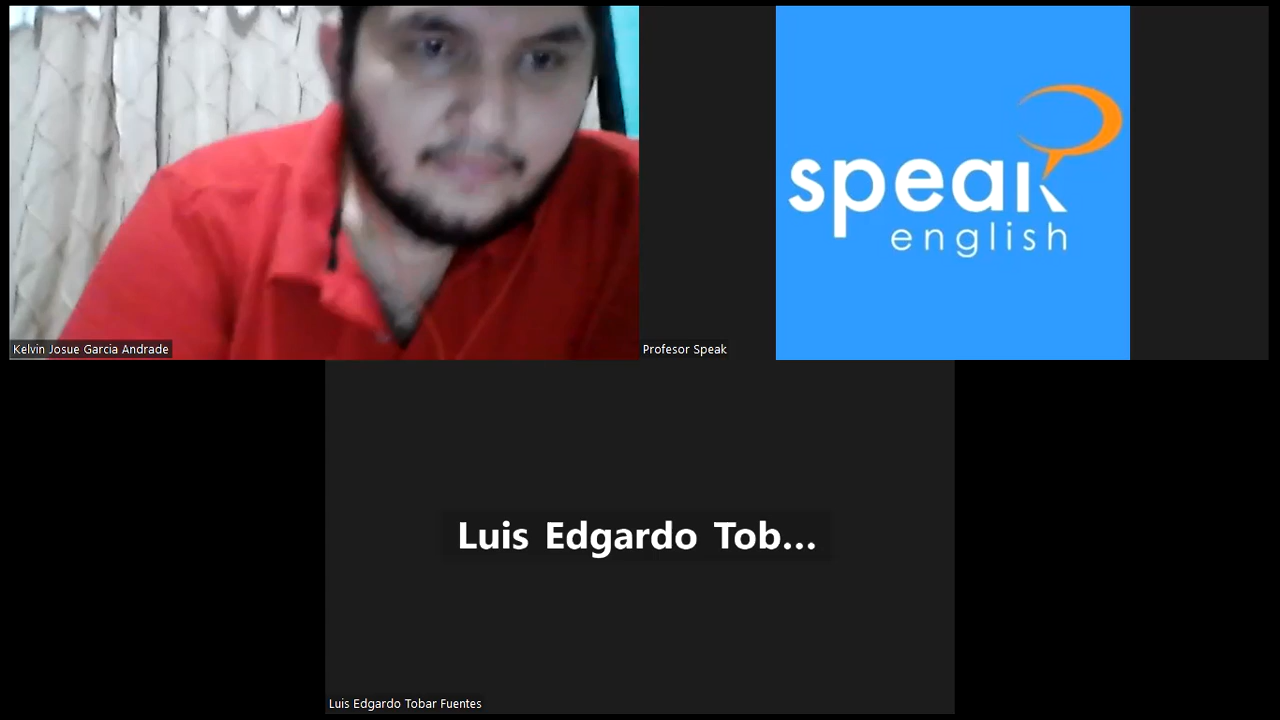 speak
english
Kelvin Josue Garcia Andrade
Profesor Speak
Luis Edgardo Tob...
Luis Edgardo Tobar Fuentes